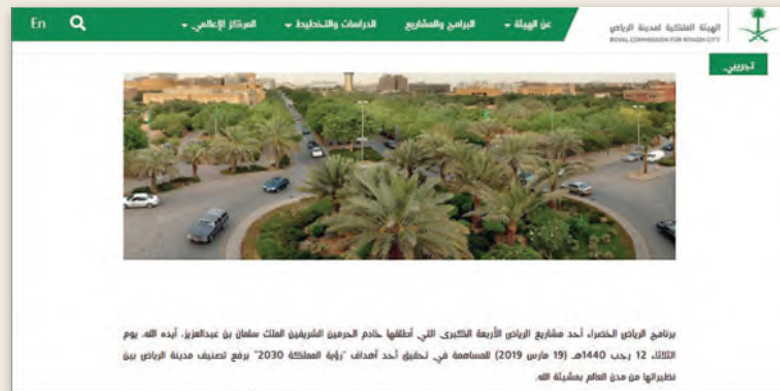 الهيئة الملكية لمدينة الرياض
ROYAL COMMISSION FOR RIYADH CITY
عن الهيئة
البرامج والمشاريع
الدراسات والتخطيط
المركز الإعلامي
En
تجريبي
برنامج الرياض الخضراء أحد مشاريع الرياض الأربعة الكبرى التي أطلقها خادم الحرمين الشريفين الملك سلمان بن عبدالعزيز، أيده الله، يوم
الثلاثاء 12 رجب 1440هـ (19 مارس 2019) للمساهمة في تحقيق أحد أهداف "رؤية المملكة 2030" برفع تصنيف مدينة الرياض بين
نظيراتها من مدن العالم بمشيئة الله.